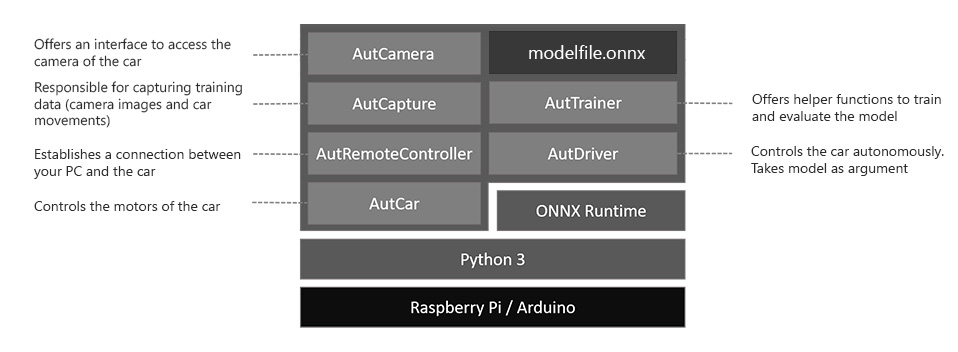 Offers an interface to access the
camera of the car
Responsible for capturing training
data (camera images and car
movements)
Establishes a connection between
your PC and the car
Controls the motors of the car
AutCamera
modelfile.onnx
AutCapture
AutTrainer
AutRemoteController
AutDriver
AutCar
ONNX Runtime
Python 3
Raspberry Pi / Arduino
Offers helper functions to train
and evaluate the model
Controls the car autonomously.
Takes model as argument